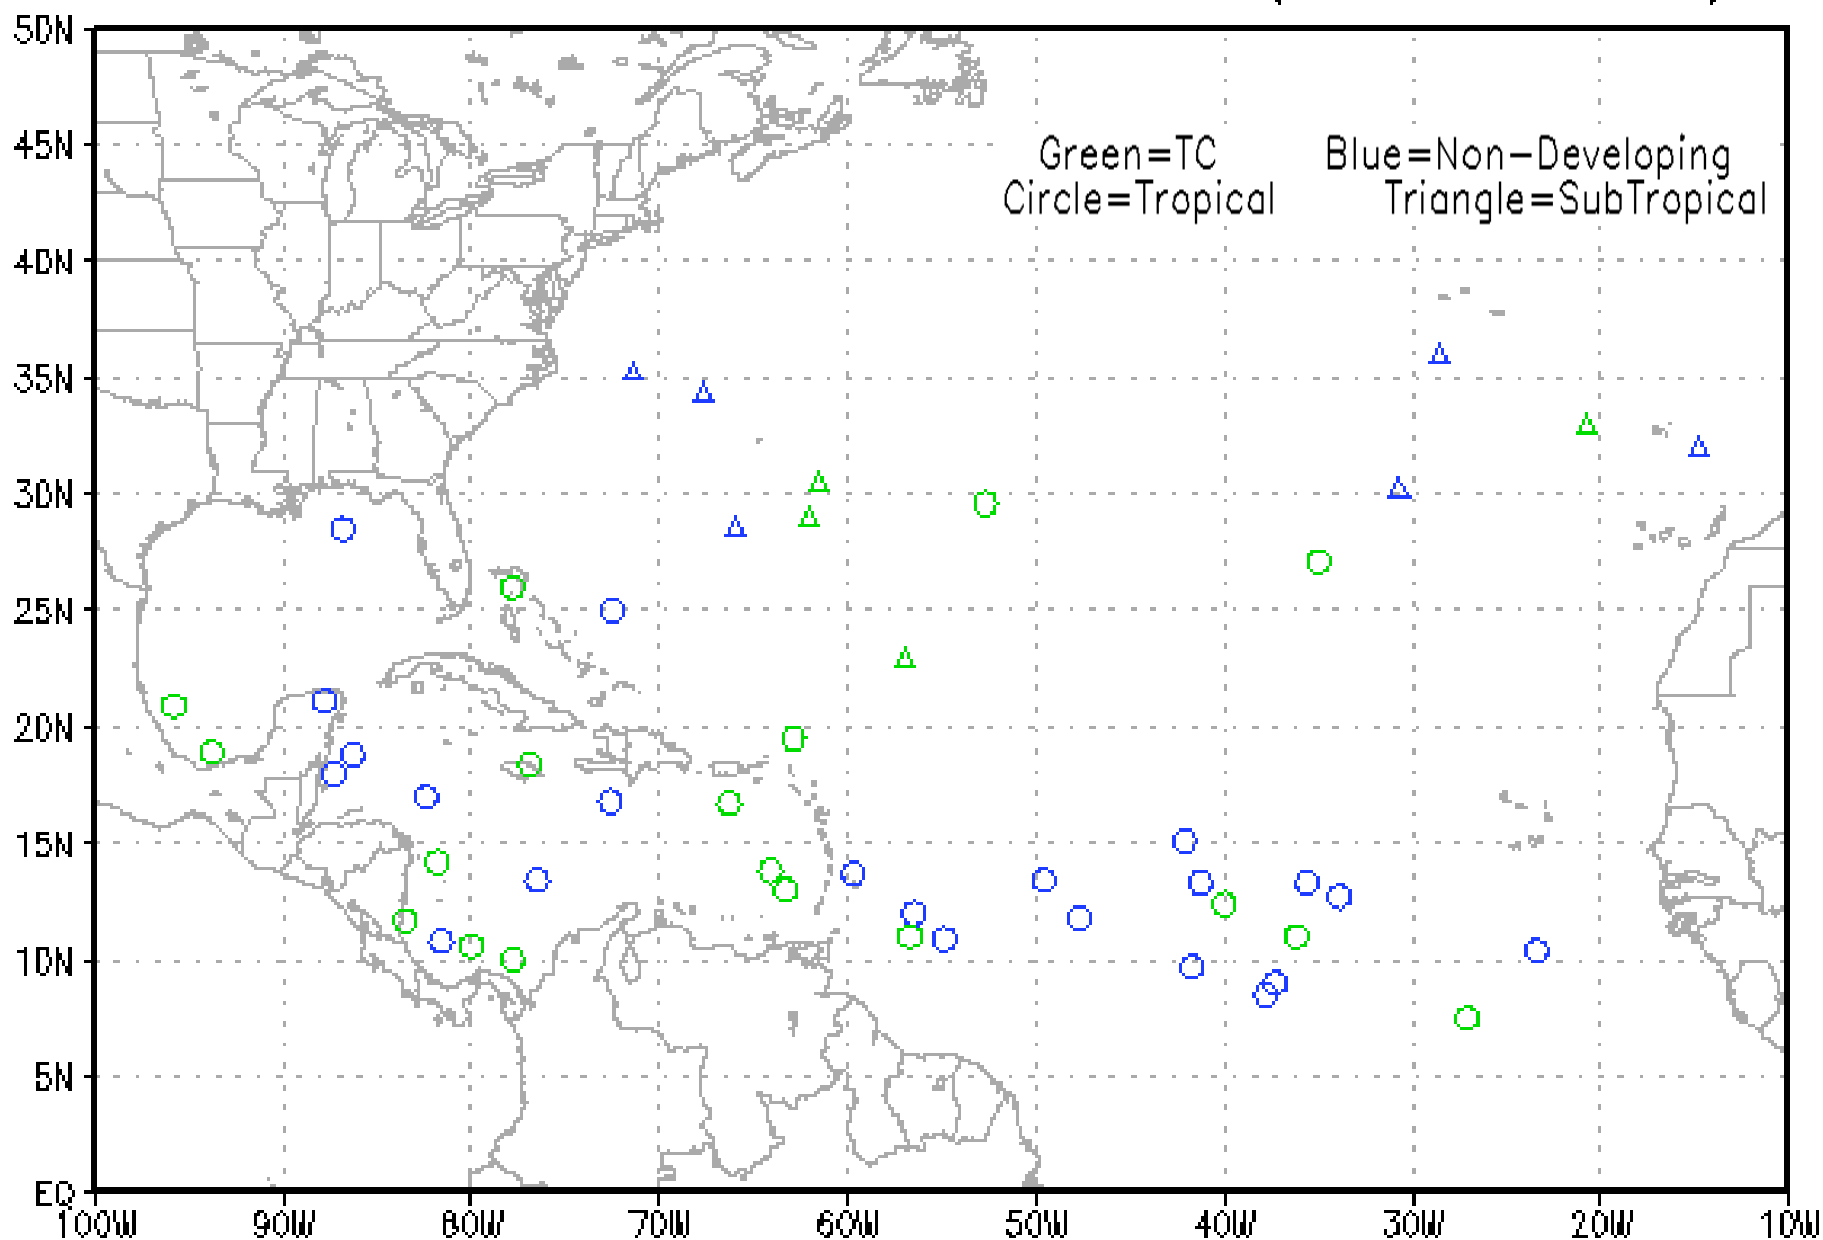 50N
45N
Green=TC Blue=Non-Developing
Circle=Tropical Triangle=SubTropical
40N
35N
30N
25N
20N
15N
10N
5N
EQ
100W 90W 80W 70W 60W 50W 40W 30W 20W 10W